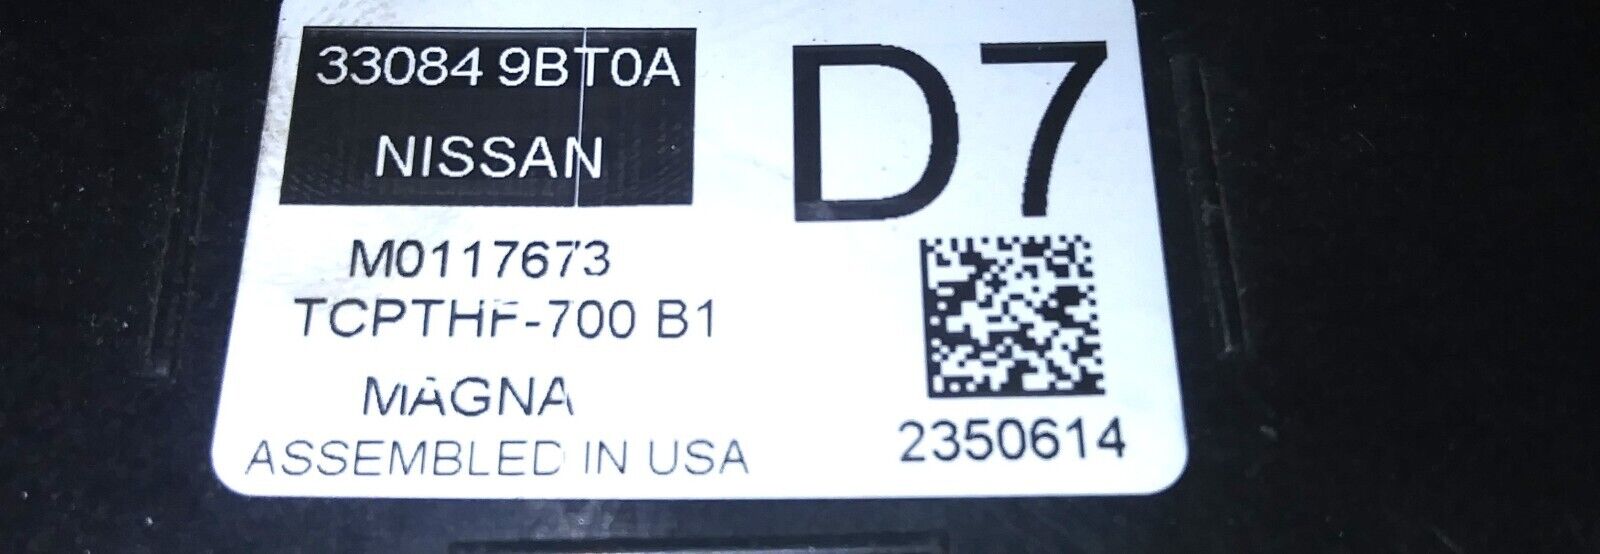 33084 9BT0A
NISSAN
D7
M0117673
TCPTHF-700 B1
MAGNA
ASSEMBLED IN USA
2350614